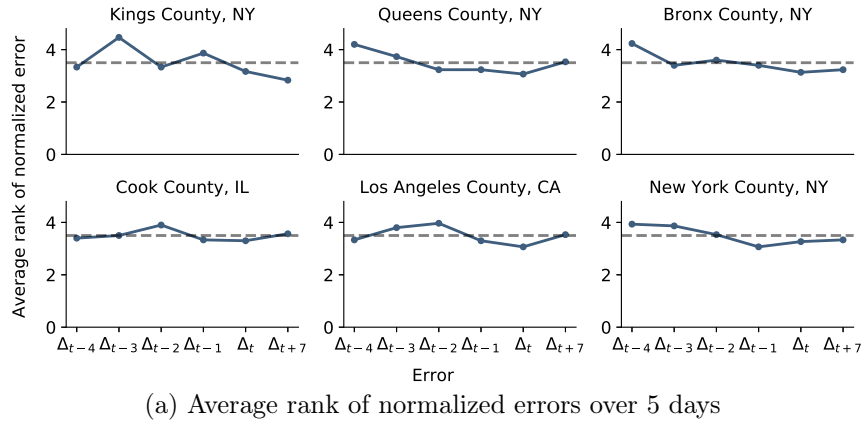 Kings County, NY
Queens County, NY
Bronx County, NY
Average rank of normalized error
4
2
0
4
2
0
4
2
0
Cook County, IL
Los Angeles County, CA
New York County, NY
4
2
0
4
2
0
4
2
0
Δt−4 Δt−3 Δt−2 Δt−1 Δt Δt+7
Δt−4 Δt−3 Δt−2 Δt−1 Δt Δt+7
Δt−4 Δt−3 Δt−2 Δt−1 Δt Δt+7
Error
(a) Average rank of normalized errors over 5 days